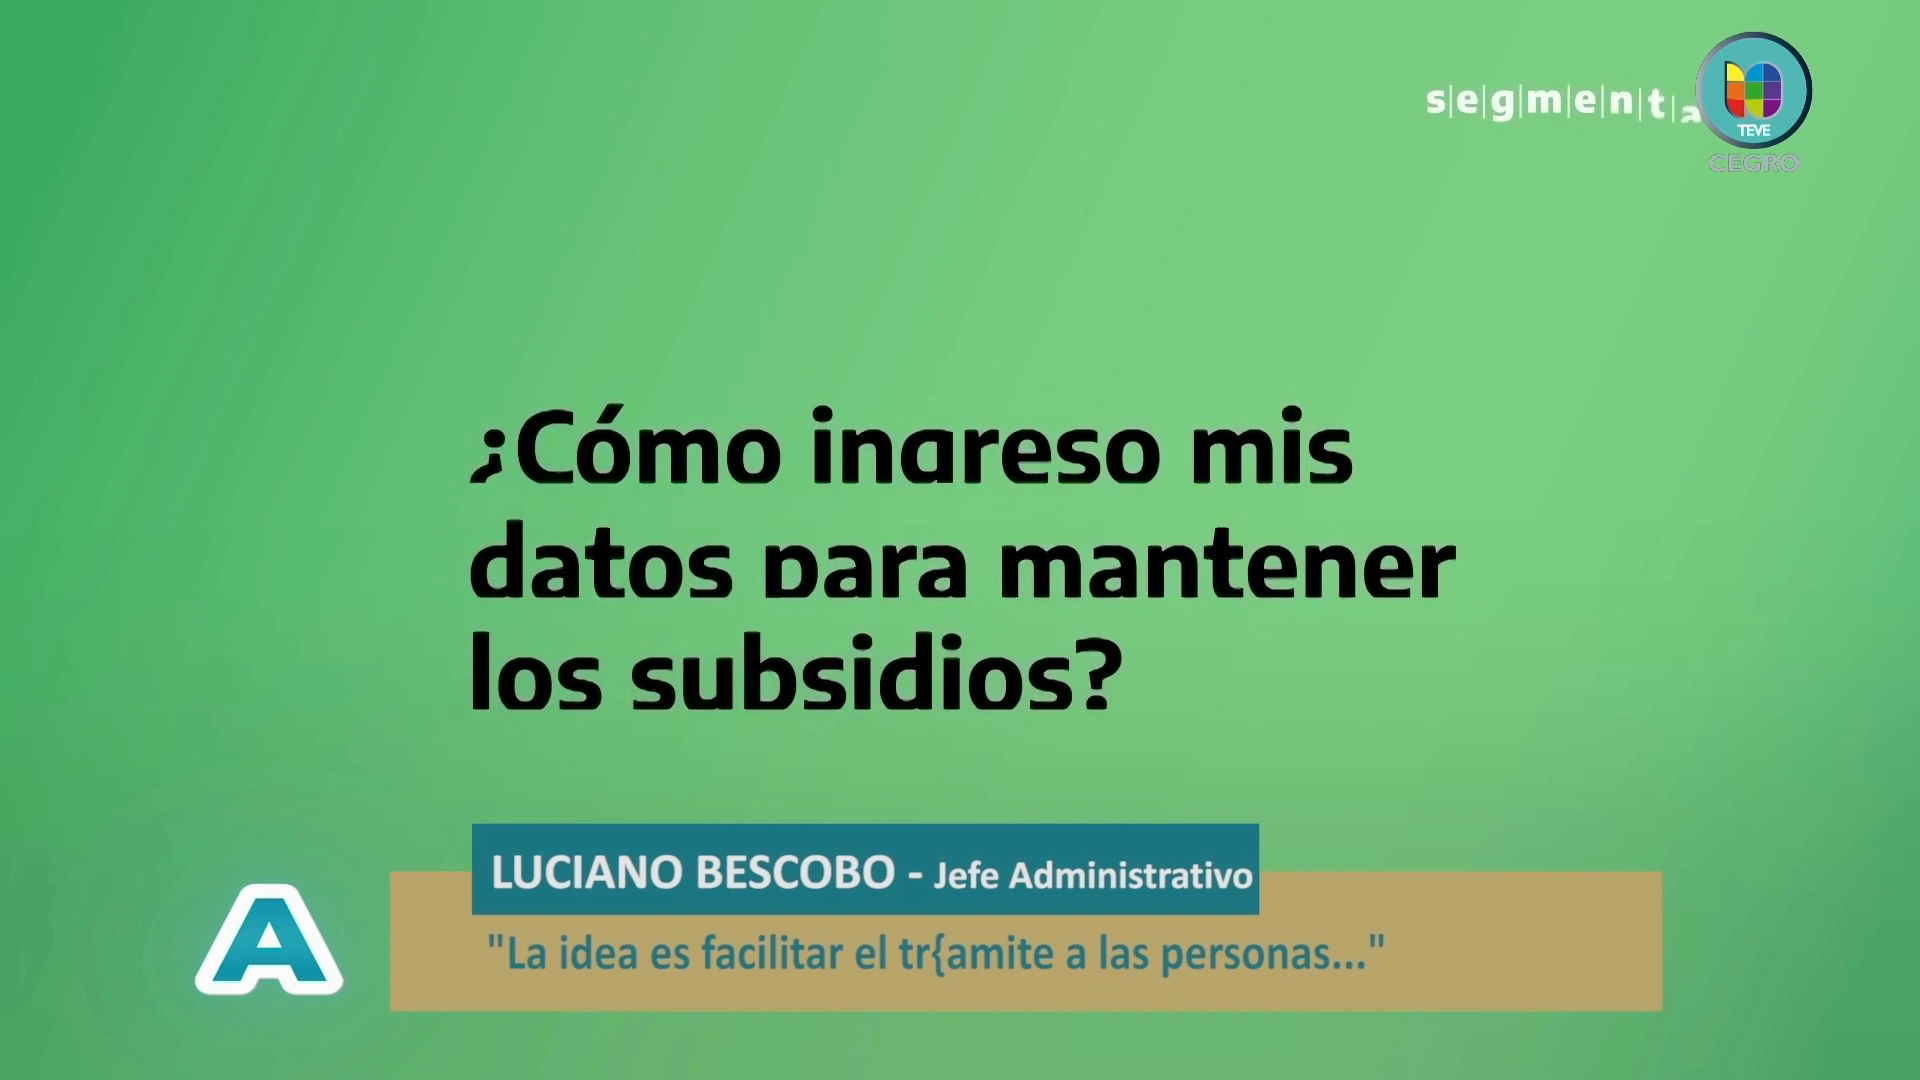 segmenta
TEVE
CEGRO
¿Cómo ingreso mis
datos para mantener
los subsidios?
LUCIANO BESCOBO - Jefe Administrativo
"La idea es facilitar el tr{amite a las personas..."
A